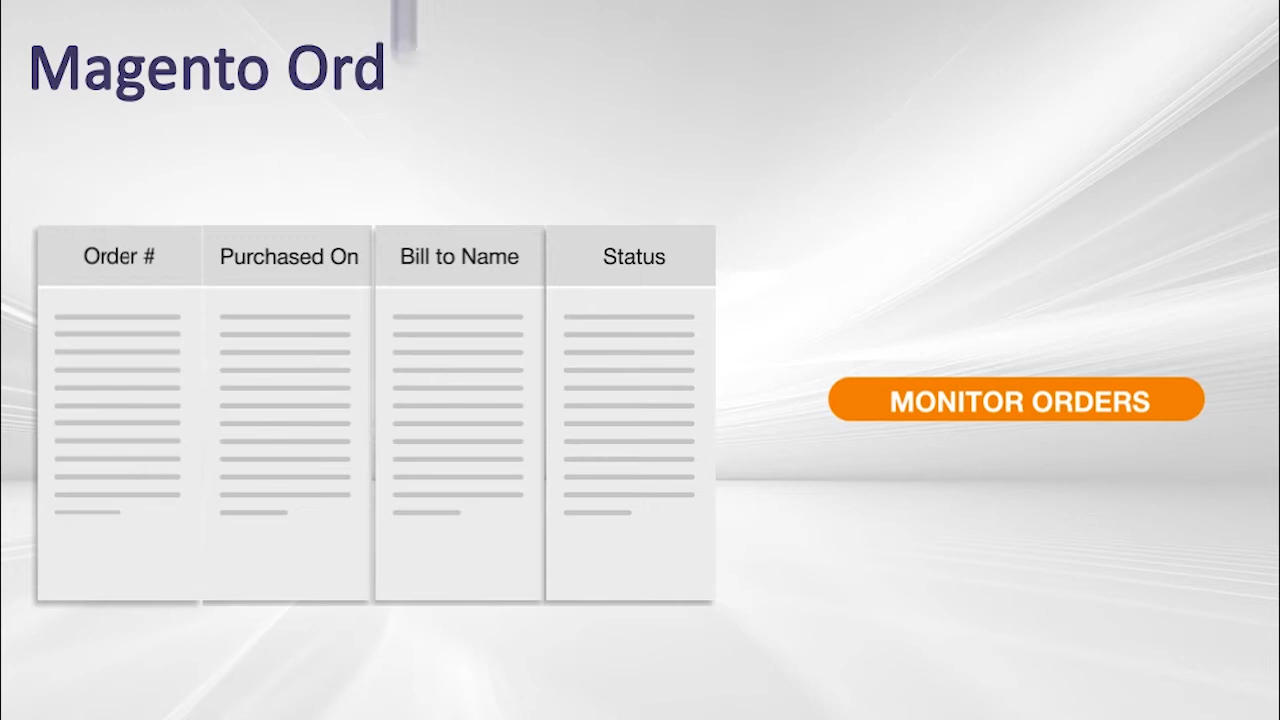 Magento Ord
Order # Purchased On Bill to Name Status
MONITOR ORDERS